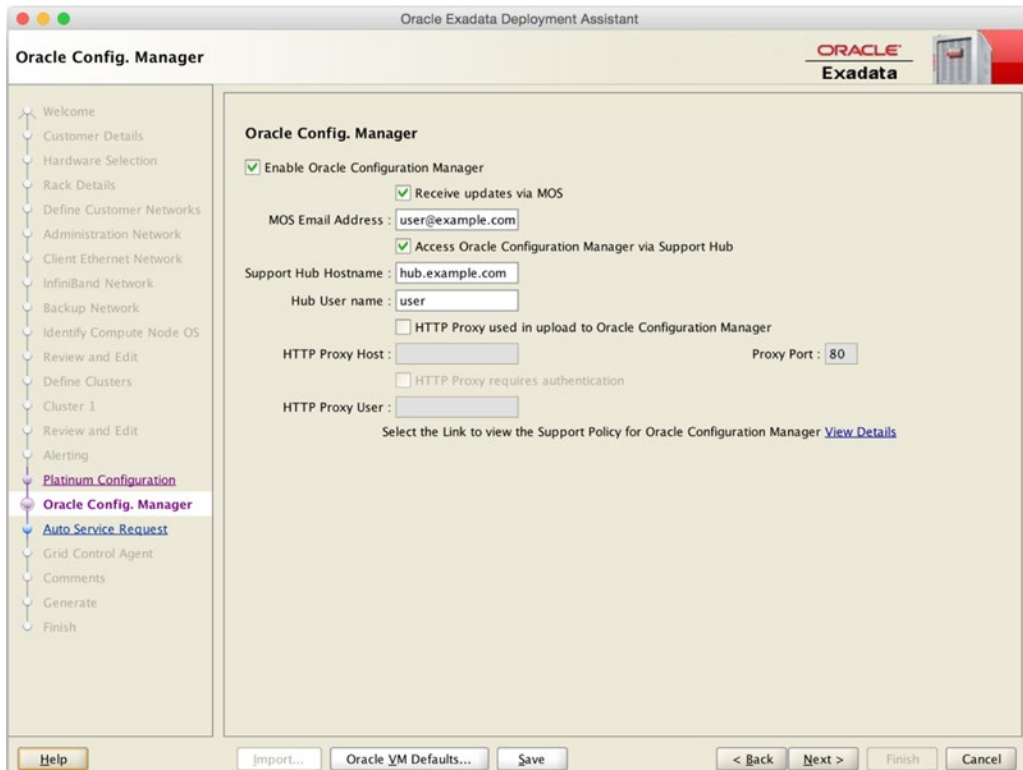 Oracle Exadata Deployment Assistant
Oracle Config. Manager
ORACLE
Exadata
Welcome
Customer Details
Hardware Selection
Rack Details
Define Customer Networks
Administration Network
Client Ethernet Network
InfiniBand Network
Backup Network
Identify Compute Node OS
Review and Edit
Define Clusters
Cluster 1
Review and Edit
Alerting
Platinum Configuration
Oracle Config. Manager
Auto Service Request
Grid Control Agent
Comments
Generate
Finish
Oracle Config. Manager
Enable Oracle Configuration Manager
Receive updates via MOS
MOS Email Address : user@example.com
Access Oracle Configuration Manager via Support Hub
Support Hub Hostname : hub.example.com
Hub User name : user
HTTP Proxy used in upload to Oracle Configuration Manager
HTTP Proxy Host : Proxy Port : 80
HTTP Proxy requires authentication
HTTP Proxy User :
Select the Link to view the Support Policy for Oracle Configuration Manager View Details
Help Import... Oracle VM Defaults... Save < Back Next > Finish Cancel